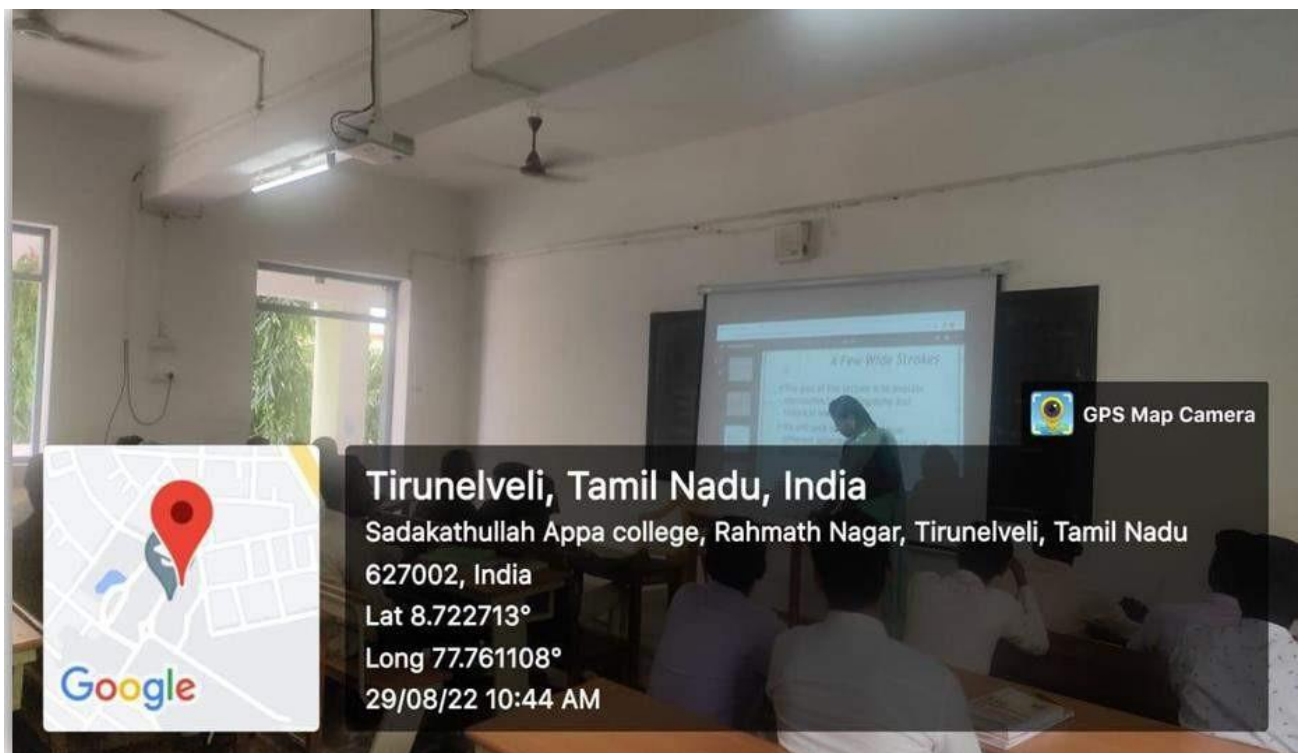 A Few Wide Strokes
GPS Map Camera
Tirunelveli, Tamil Nadu, India
Sadakathullah Appa college, Rahmath Nagar, Tirunelveli, Tamil Nadu
627002, India
Lat 8.722713°
Long 77.761108°
29/08/22 10:44 AM
Google